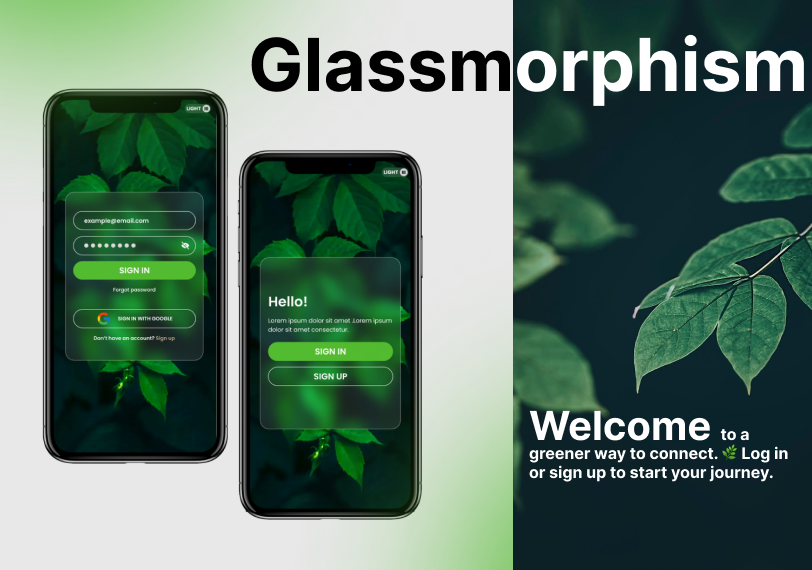 Glassmorphism
LIGHT
example@email.com
SIGN IN
Forgot password
SIGN IN WITH GOOGLE
Don't have an account? Sign up
LIGHT
Hello!
Lorem ipsum dolor sit amet .Lorem ipsum
dolor sit amet consectetur.
SIGN IN
SIGN UP
Welcome to a
greener way to connect. 🌿 Log in
or sign up to start your journey.